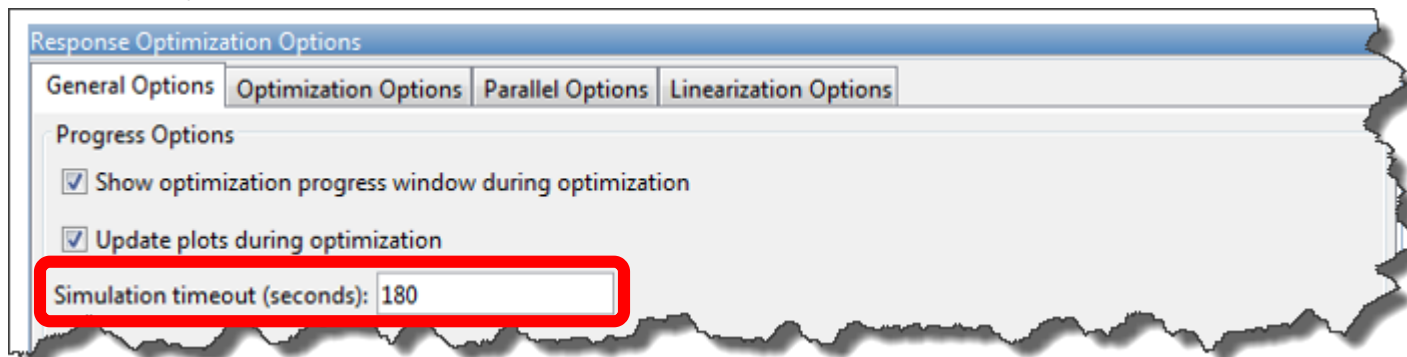 Response Optimization Options
General Options Optimization Options Parallel Options Linearization Options
Progress Options
Show optimization progress window during optimization
Update plots during optimization
Simulation timeout (seconds): 180